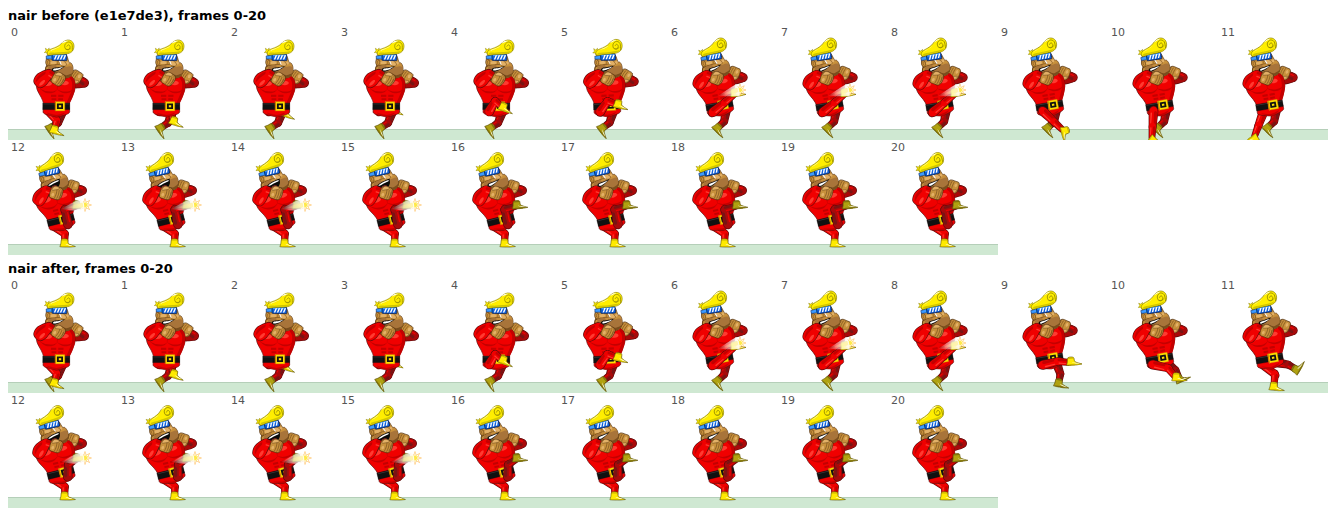 nair before (e1e7de3), frames 0-20
0 1 2 3 4 5 6 7 8 9 10 11
12 13 14 15 16 17 18 19 20
nair after, frames 0-20
0 1 2 3 4 5 6 7 8 9 10 11
12 13 14 15 16 17 18 19 20